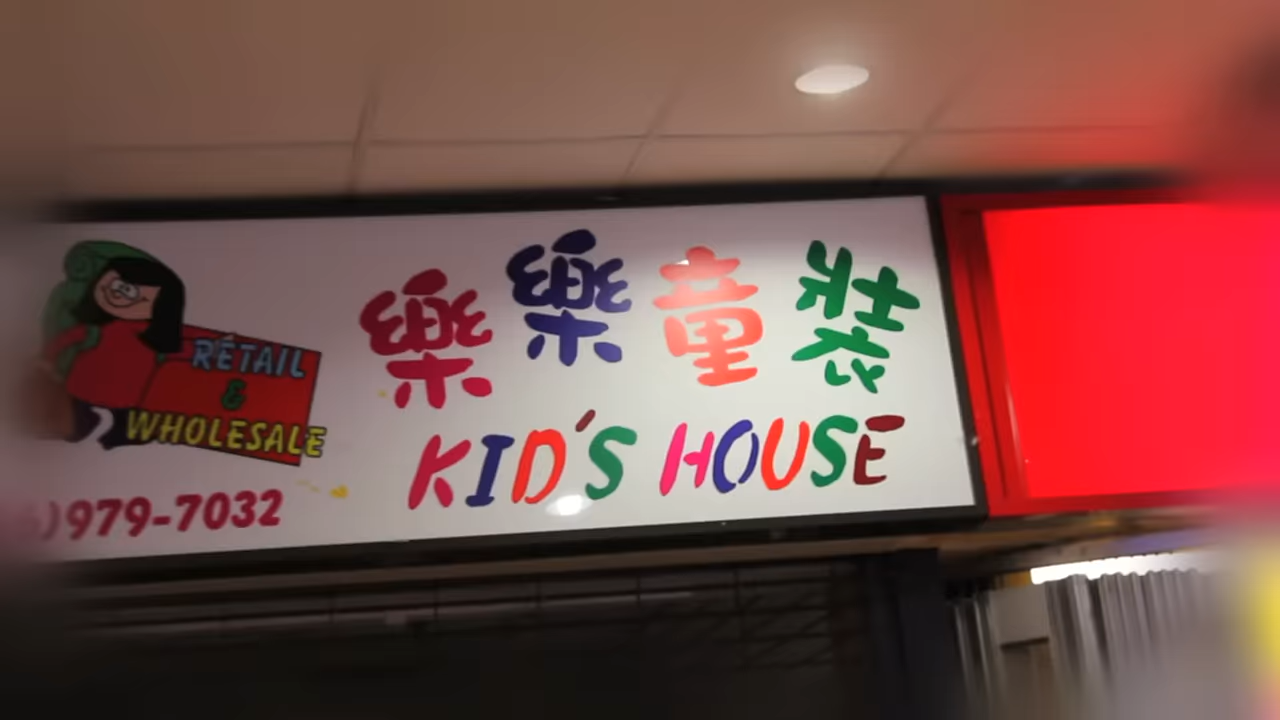 樂樂童裝
KID'S HOUSE
RETAIL
&
WHOLESALE
)979-7032